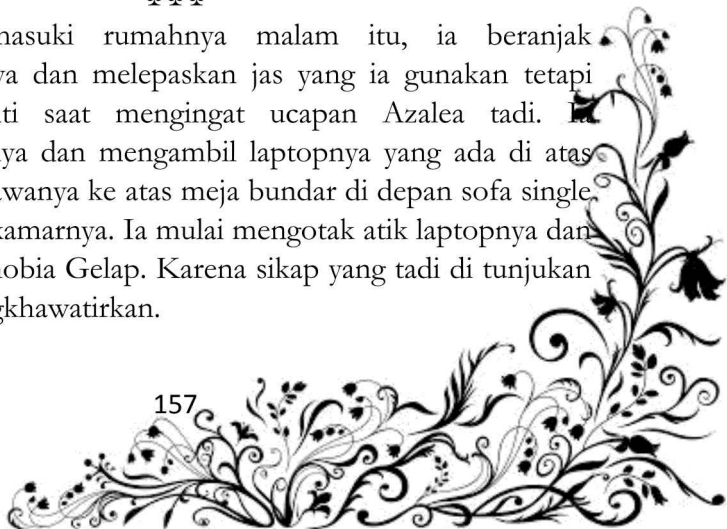 masuki rumahnya malam itu, ia beranjak
ya dan melepaskan jas yang ia gunakan tetapi
ti saat mengingat ucapan Azalea tadi. Ia
ya dan mengambil laptopnya yang ada di atas
wanya ke atas meja bundar di depan sofa single
kamarnya. Ia mulai mengotak atik laptopnya dan
obia Gelap. Karena sikap yang tadi di tunjukan
gkhawatirkan.
157